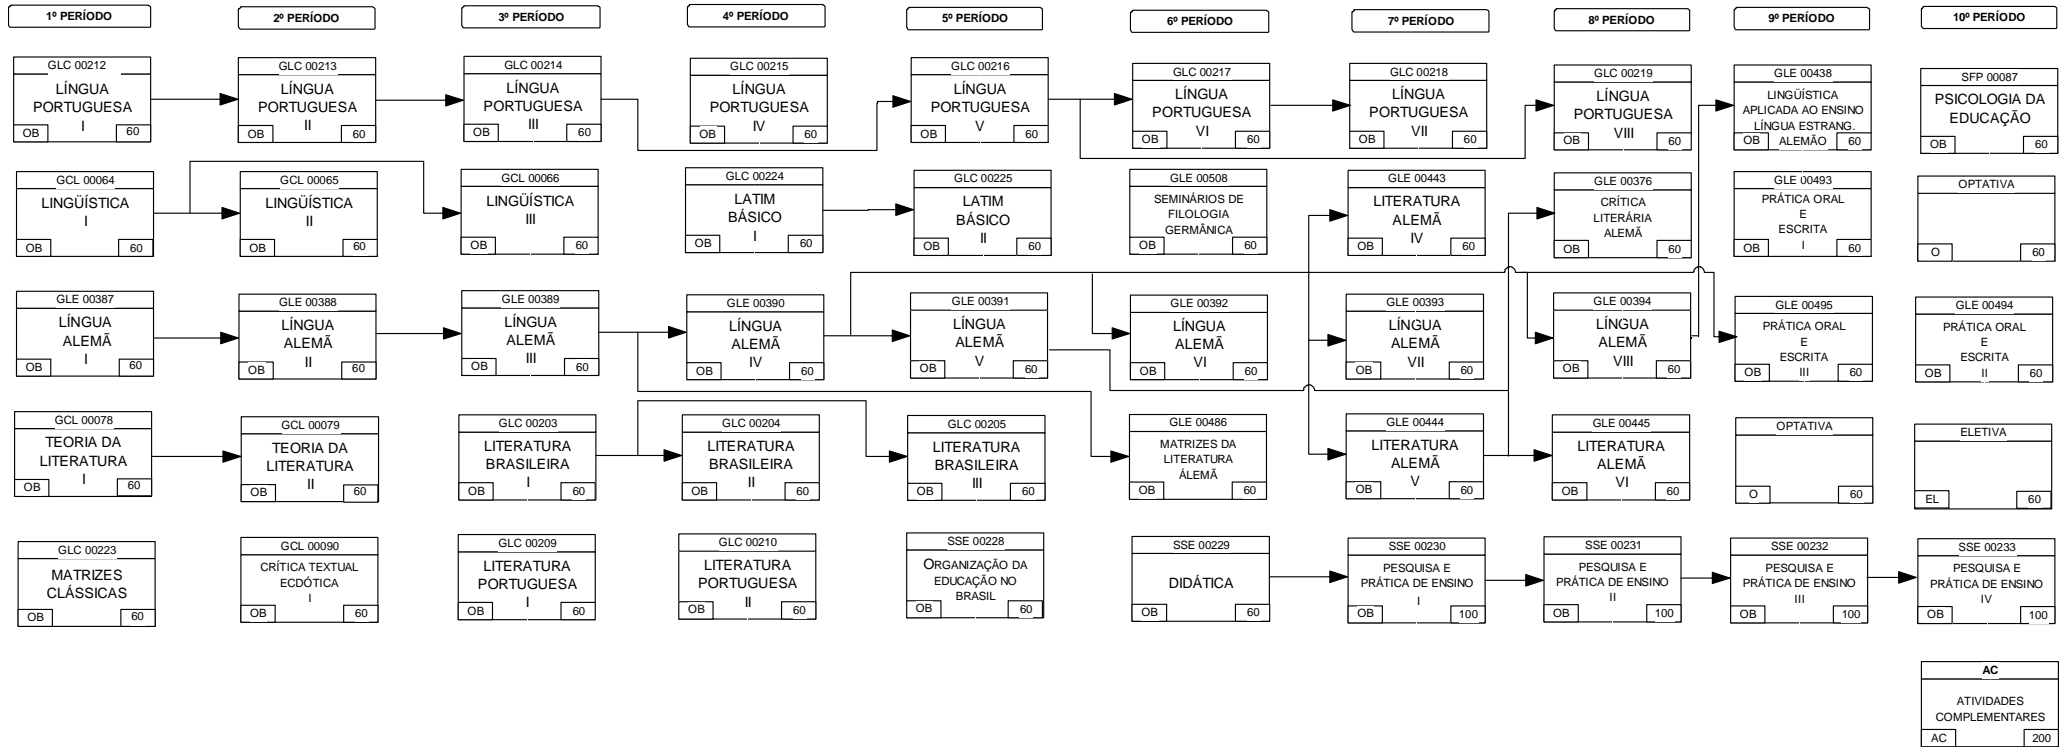 1º PERÍODO
2º PERÍODO
3º PERÍODO
4º PERÍODO
5º PERÍODO
6º PERÍODO
7º PERÍODO
8º PERÍODO
9º PERÍODO
10º PERÍODO
GLC 00212
LÍNGUA
PORTUGUESA
I
OB 60
GLC 00213
LÍNGUA
PORTUGUESA
II
OB 60
GLC 00214
LÍNGUA
PORTUGUESA
III
OB 60
GLC 00215
LÍNGUA
PORTUGUESA
IV
OB 60
GLC 00216
LÍNGUA
PORTUGUESA
V
OB 60
GLC 00217
LÍNGUA
PORTUGUESA
VI
OB 60
GLC 00218
LÍNGUA
PORTUGUESA
VII
OB 60
GLC 00219
LÍNGUA
PORTUGUESA
VIII
OB 60
GLE 00438
LINGÜÍSTICA
APLICADA AO ENSINO
LÍNGUA ESTRANG.
ALEMÃO
OB 60
SFP 00087
PSICOLOGIA DA
EDUCAÇÃO
OB 60
GCL 00064
LINGÜÍSTICA
I
OB 60
GCL 00065
LINGÜÍSTICA
II
OB 60
GCL 00066
LINGÜÍSTICA
III
OB 60
GLC 00224
LATIM
BÁSICO
I
OB 60
GLC 00225
LATIM
BÁSICO
II
OB 60
GLE 00508
SEMINÁRIOS DE
FILOLOGIA
GERMÂNICA
OB 60
GLE 00443
LITERATURA
ALEMÃ
IV
OB 60
GLE 00376
CRÍTICA
LITERÁRIA
ALEMÃ
OB 60
GLE 00493
PRÁTICA ORAL
E
ESCRITA
I
OB 60
OPTATIVA
O 60
GLE 00387
LÍNGUA
ALEMÃ
I
OB 60
GLE 00388
LÍNGUA
ALEMÃ
II
OB 60
GLE 00389
LÍNGUA
ALEMÃ
III
OB 60
GLE 00390
LÍNGUA
ALEMÃ
IV
OB 60
GLE 00391
LÍNGUA
ALEMÃ
V
OB 60
GLE 00392
LÍNGUA
ALEMÃ
VI
OB 60
GLE 00393
LÍNGUA
ALEMÃ
VII
OB 60
GLE 00394
LÍNGUA
ALEMÃ
VIII
OB 60
GLE 00495
PRÁTICA ORAL
E
ESCRITA
III
OB 60
GLE 00494
PRÁTICA ORAL
E
ESCRITA
II
OB 60
GCL 00078
TEORIA DA
LITERATURA
I
OB 60
GCL 00079
TEORIA DA
LITERATURA
II
OB 60
GLC 00203
LITERATURA
BRASILEIRA
I
OB 60
GLC 00204
LITERATURA
BRASILEIRA
II
OB 60
GLC 00205
LITERATURA
BRASILEIRA
III
OB 60
GLE 00486
MATRIZES DA
LITERATURA
ÁLEMÃ
OB 60
GLE 00444
LITERATURA
ALEMÃ
V
OB 60
GLE 00445
LITERATURA
ALEMÃ
VI
OB 60
OPTATIVA
O 60
ELETIVA
EL 60
GLC 00223
MATRIZES
CLÁSSICAS
OB 60
GCL 00090
CRÍTICA TEXTUAL
ECDÓTICA
I
OB 60
GLC 00209
LITERATURA
PORTUGUESA
I
OB 60
GLC 00210
LITERATURA
PORTUGUESA
II
OB 60
SSE 00228
ORGANIZAÇÃO DA
EDUCAÇÃO NO
BRASIL
OB 60
SSE 00229
DIDÁTICA
OB 60
SSE 00230
PESQUISA E
PRÁTICA DE ENSINO
I
OB 100
SSE 00231
PESQUISA E
PRÁTICA DE ENSINO
II
OB 100
SSE 00232
PESQUISA E
PRÁTICA DE ENSINO
III
OB 100
SSE 00233
PESQUISA E
PRÁTICA DE ENSINO
IV
OB 100
AC
ATIVIDADES
COMPLEMENTARES
AC 200